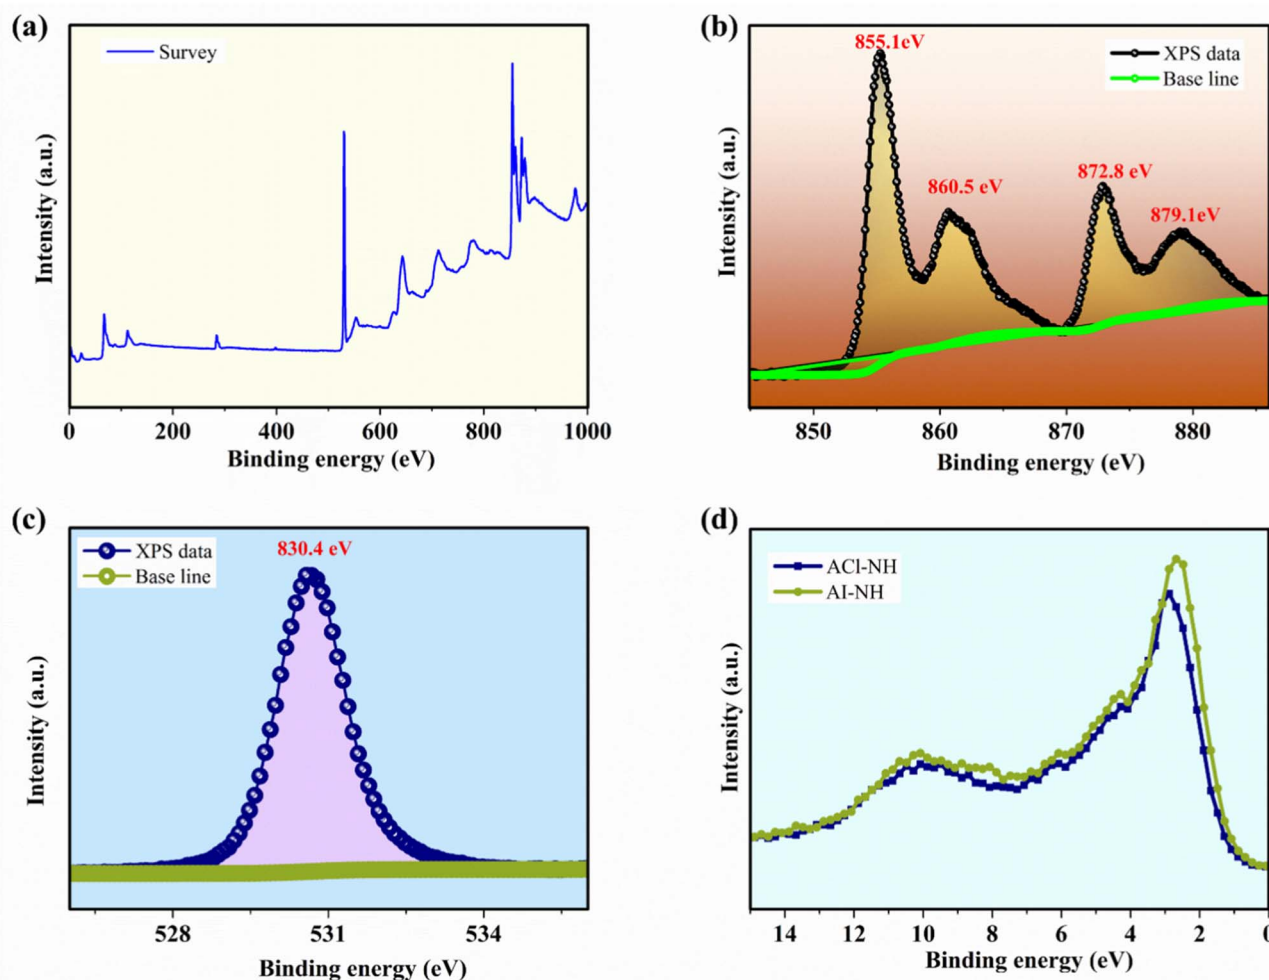 (a)
Survey
Intensity (a.u.)
0 200 400 600 800 1000
Binding energy (eV)
(b)
855.1eV
860.5 eV
872.8 eV
879.1eV
XPS data
Base line
Intensity (a.u.)
850 860 870 880
Binding energy (eV)
(c)
XPS data
Base line
830.4 eV
Intensity (a.u.)
528 531 534
Binding energy (eV)
(d)
ACl-NH
AI-NH
Intensity (a.u.)
14 12 10 8 6 4 2 0
Binding energy (eV)